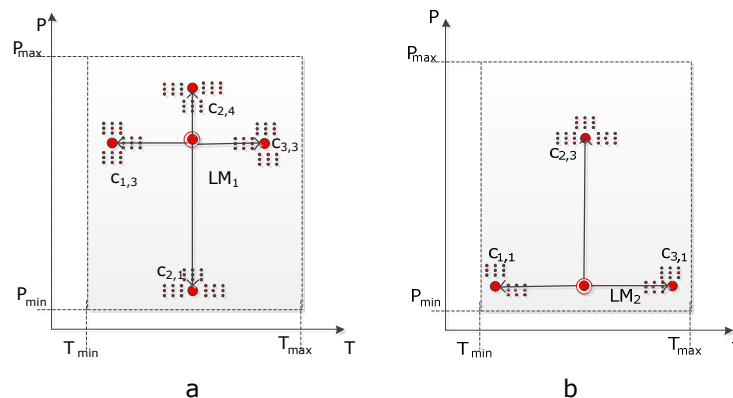 P
Pmax
c2,4
c3,3
c1,3
LM1
c2,1
Pmin
Tmin
Tmax
T
a
P
Pmax
c2,3
c1,1
c3,1
LM2
Pmin
Tmin
Tmax
b